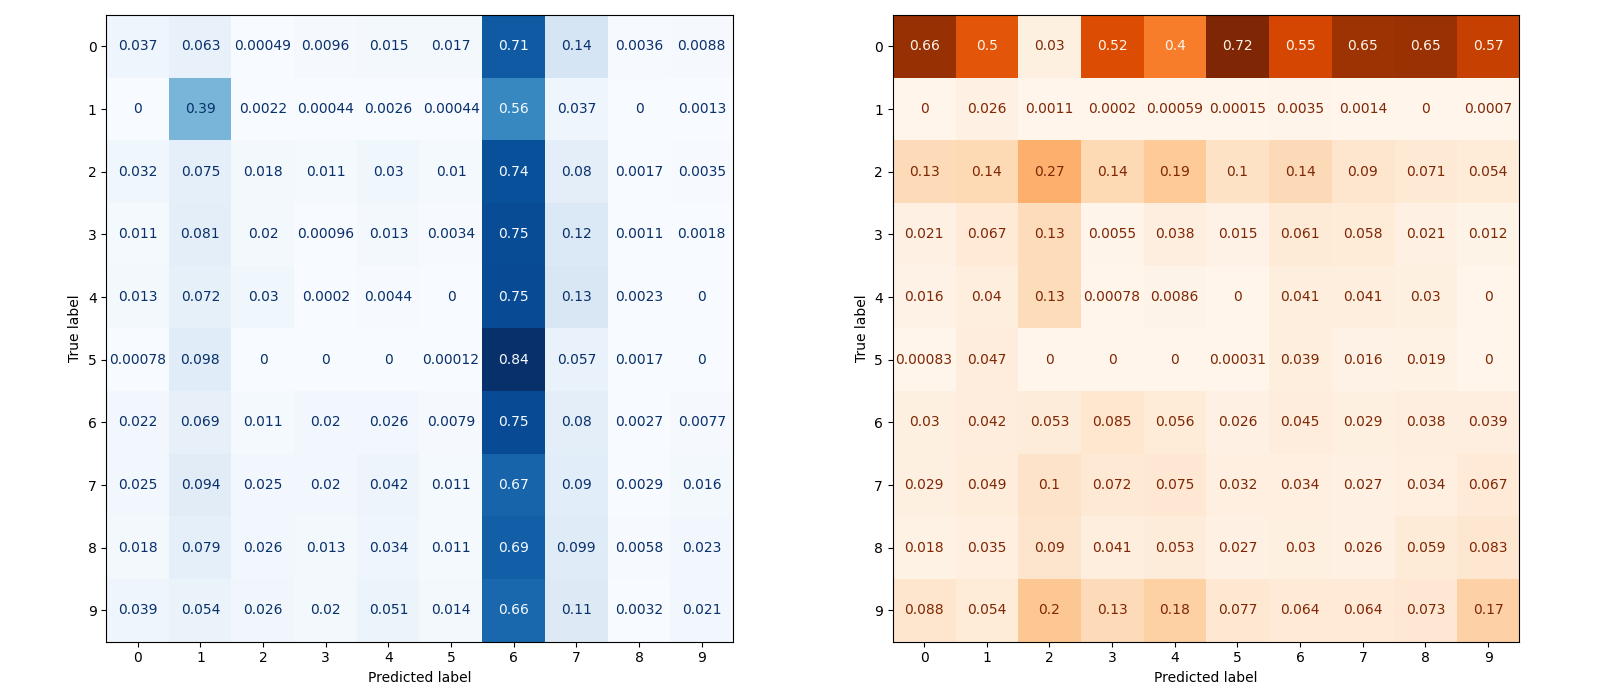 0 0.037 0.063 0.00049 0.0096 0.015 0.017 0.71 0.14 0.0036 0.0088
1 0 0.39 0.0022 0.00044 0.0026 0.00044 0.56 0.037 0 0.0013
2 0.032 0.075 0.018 0.011 0.03 0.01 0.74 0.08 0.0017 0.0035
3 0.011 0.081 0.02 0.00096 0.013 0.0034 0.75 0.12 0.0011 0.0018
4 0.013 0.072 0.03 0.0002 0.0044 0 0.75 0.13 0.0023 0
5 0.00078 0.098 0 0 0 0.00012 0.84 0.057 0.0017 0
6 0.022 0.069 0.011 0.02 0.026 0.0079 0.75 0.08 0.0027 0.0077
7 0.025 0.094 0.025 0.02 0.042 0.011 0.67 0.09 0.0029 0.016
8 0.018 0.079 0.026 0.013 0.034 0.011 0.69 0.099 0.0058 0.023
9 0.039 0.054 0.026 0.02 0.051 0.014 0.66 0.11 0.0032 0.021
0 1 2 3 4 5 6 7 8 9
True label
Predicted label
0 0.66 0.5 0.03 0.52 0.4 0.72 0.55 0.65 0.65 0.57
1 0 0.026 0.0011 0.0002 0.00059 0.00015 0.0035 0.0014 0 0.0007
2 0.13 0.14 0.27 0.14 0.19 0.1 0.14 0.09 0.071 0.054
3 0.021 0.067 0.13 0.0055 0.038 0.015 0.061 0.058 0.021 0.012
4 0.016 0.04 0.13 0.00078 0.0086 0 0.041 0.041 0.03 0
5 0.00083 0.047 0 0 0 0.00031 0.039 0.016 0.019 0
6 0.03 0.042 0.053 0.085 0.056 0.026 0.045 0.029 0.038 0.039
7 0.029 0.049 0.1 0.072 0.075 0.032 0.034 0.027 0.034 0.067
8 0.018 0.035 0.09 0.041 0.053 0.027 0.03 0.026 0.059 0.083
9 0.088 0.054 0.2 0.13 0.18 0.077 0.064 0.064 0.073 0.17
0 1 2 3 4 5 6 7 8 9
True label
Predicted label